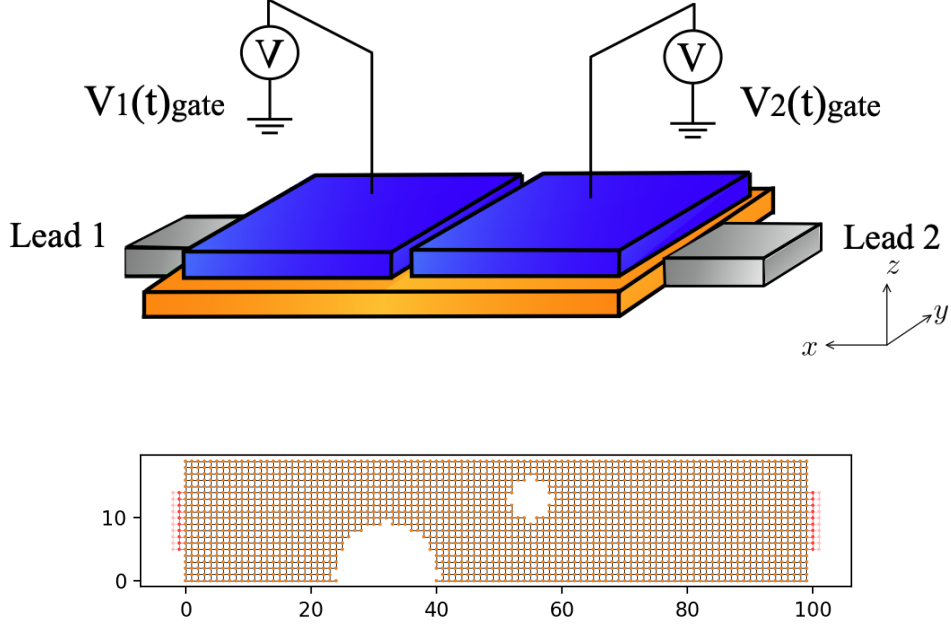 V V
V1(t)gate V2(t)gate
Lead 1 Lead 2
z
y
x
10
0
0 20 40 60 80 100